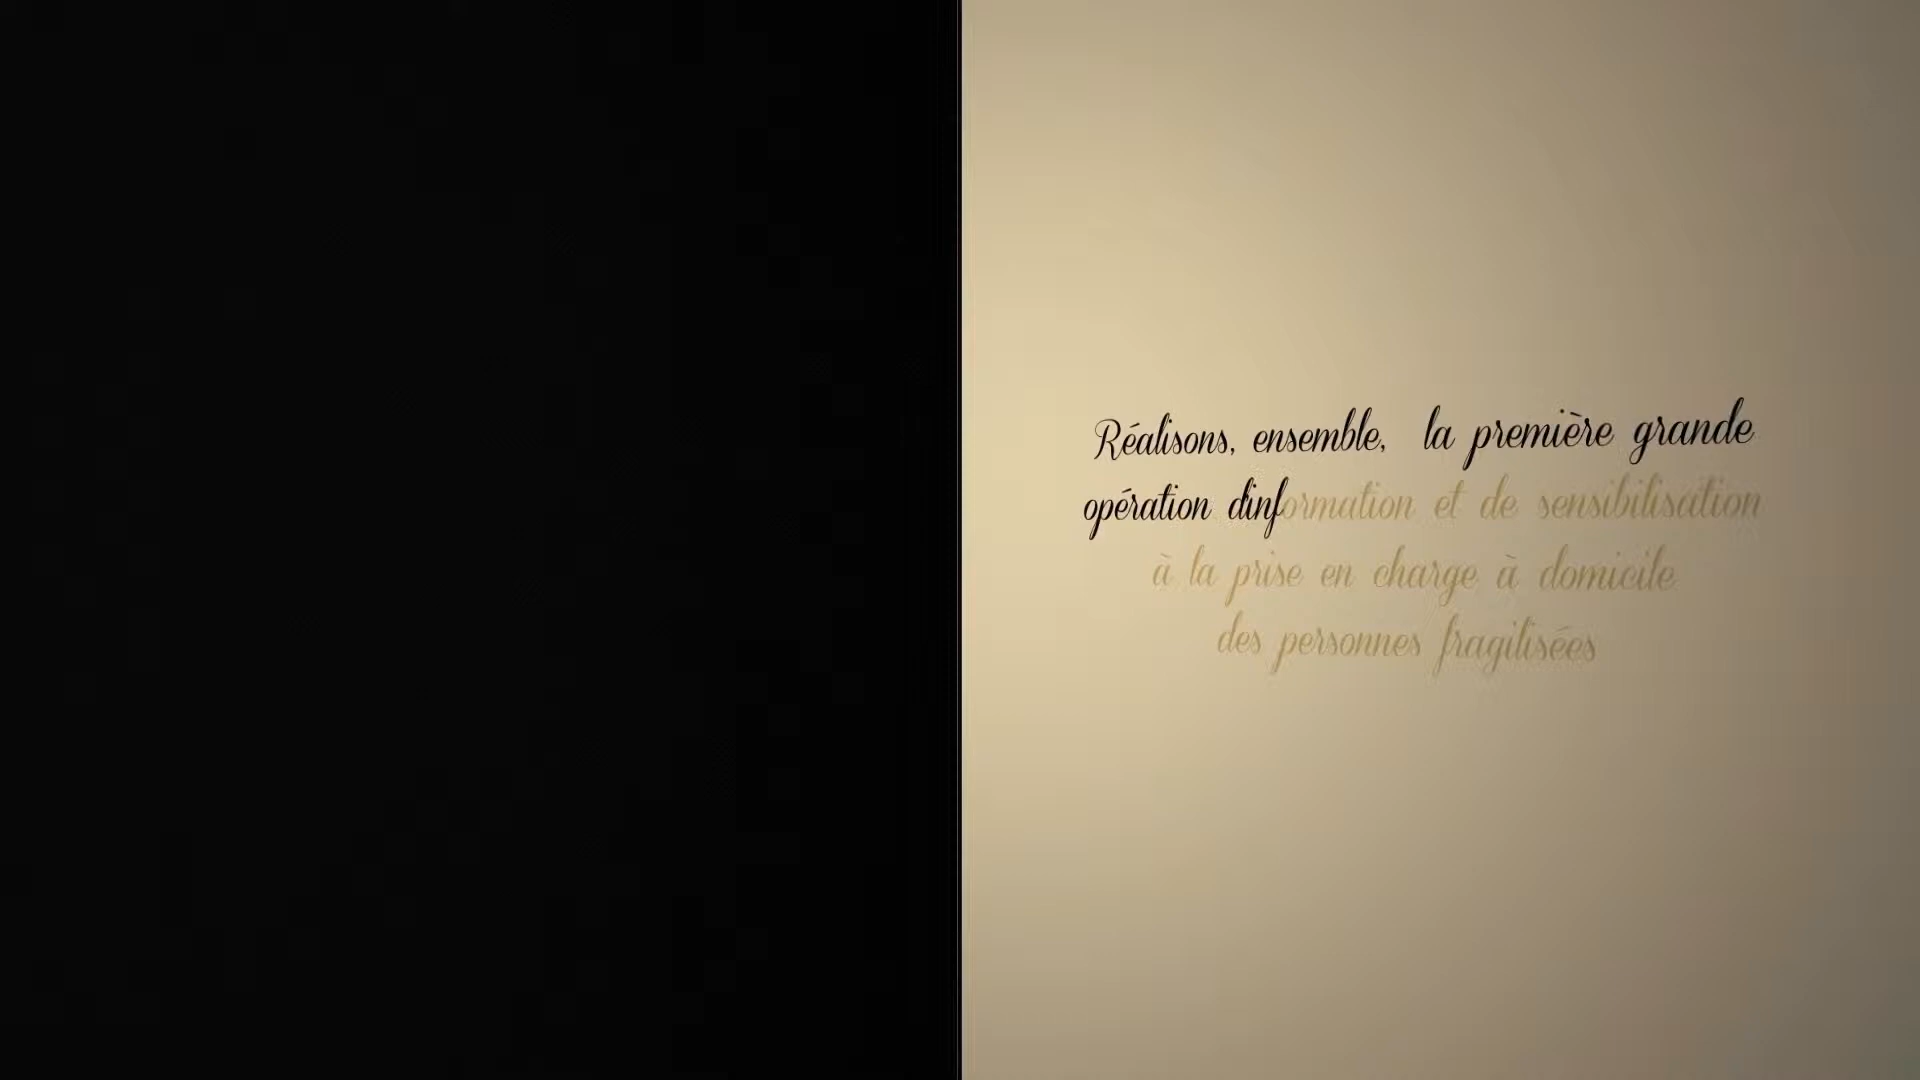 Réalisons, ensemble, la première grande
opération dinformation et de sensibilisation
à la prise en charge à domicile
des personnes fragilisées